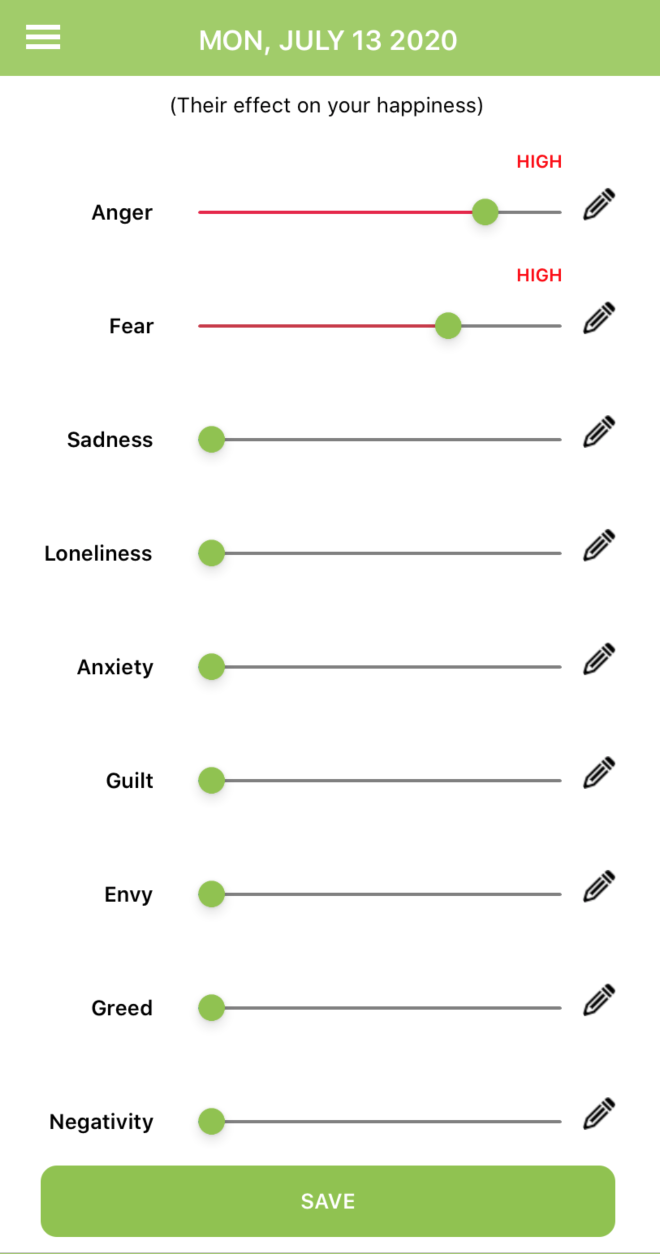 MON, JULY 13 2020
(Their effect on your happiness)
HIGH
Anger
HIGH
Fear
Sadness
Loneliness
Anxiety
Guilt
Envy
Greed
Negativity
SAVE